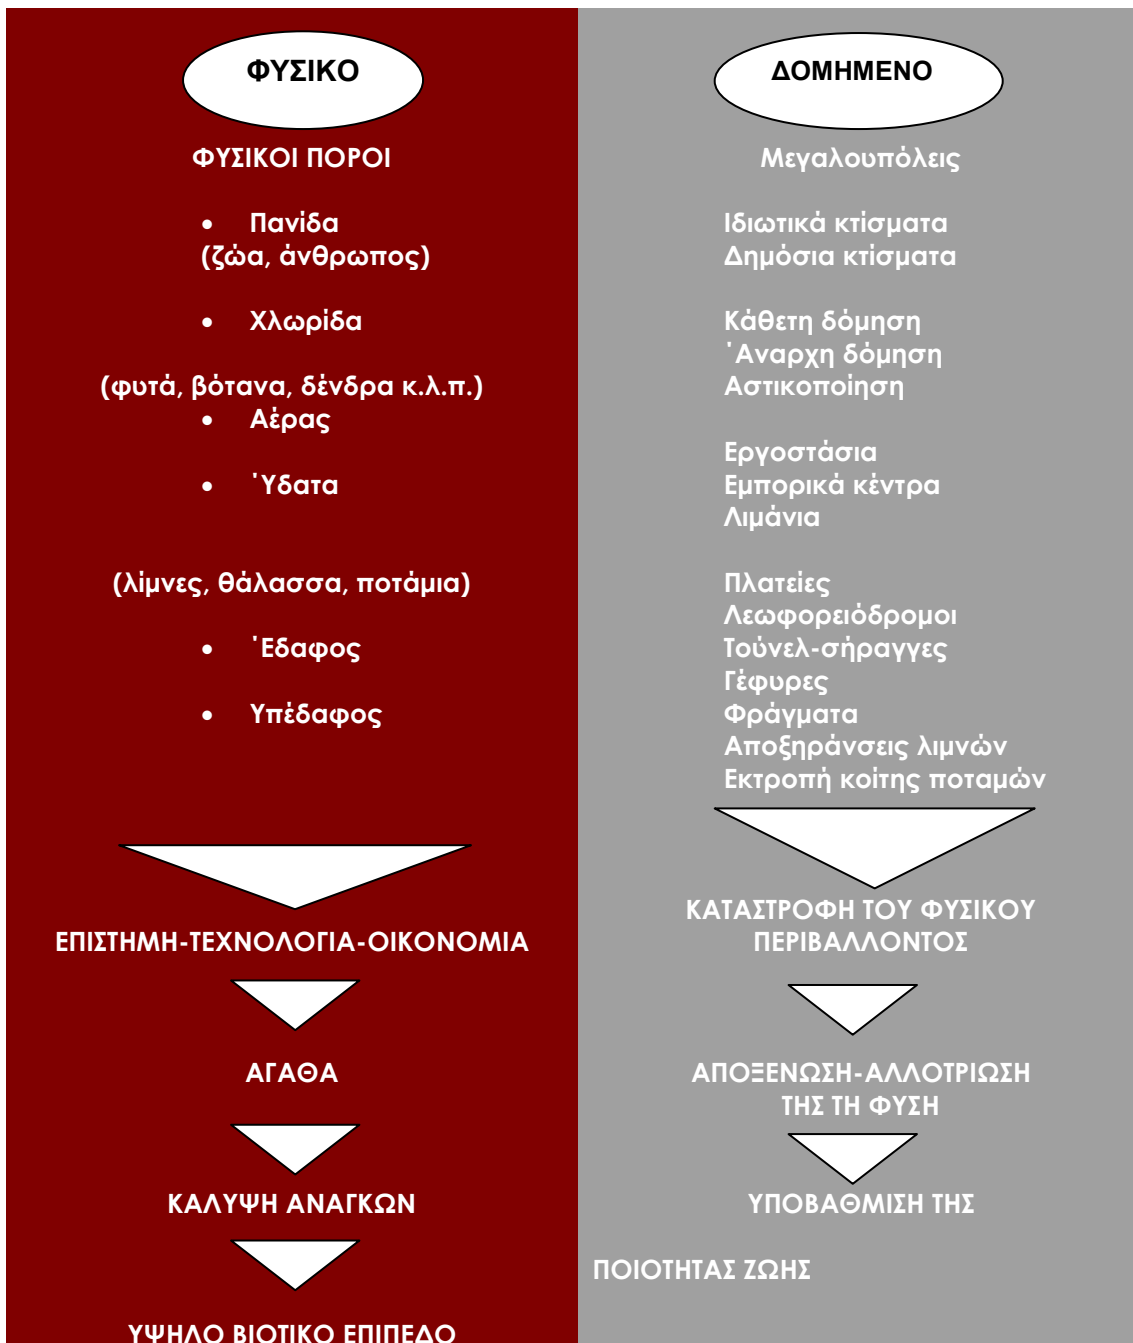 ΦΥΣΙΚΟ
ΦΥΣΙΚΟΙ ΠΟΡΟΙ
• Πανίδα
(ζώα, άνθρωπος)
• Χλωρίδα
(φυτά, βότανα, δένδρα κ.λ.π.)
• Αέρας
• ΄Υδατα
(λίμνες, θάλασσα, ποτάμια)
• ΄Εδαφος
• Υπέδαφος
ΕΠΙΣΤΗΜΗ-ΤΕΧΝΟΛΟΓΙΑ-ΟΙΚΟΝΟΜΙΑ
ΑΓΑΘΑ
ΚΑΛΥΨΗ ΑΝΑΓΚΩΝ
ΥΨΗΛΟ ΒΙΟΤΙΚΟ ΕΠΙΠΕΔΟ
ΔΟΜΗΜΕΝΟ
Μεγαλουπόλεις
Ιδιωτικά κτίσματα
Δημόσια κτίσματα
Κάθετη δόμηση
΄Αναρχη δόμηση
Αστικοποίηση
Εργοστάσια
Εμπορικά κέντρα
Λιμάνια
Πλατείες
Λεωφορειόδρομοι
Τούνελ-σήραγγες
Γέφυρες
Φράγματα
Αποξηράνσεις λιμνών
Εκτροπή κοίτης ποταμών
ΚΑΤΑΣΤΡΟΦΗ ΤΟΥ ΦΥΣΙΚΟΥ
ΠΕΡΙΒΑΛΛΟΝΤΟΣ
ΑΠΟΞΕΝΩΣΗ-ΑΛΛΟΤΡΙΩΣΗ
ΤΗΣ ΤΗ ΦΥΣΗ
ΥΠΟΒΑΘΜΙΣΗ ΤΗΣ
ΠΟΙΟΤΗΤΑΣ ΖΩΗΣ